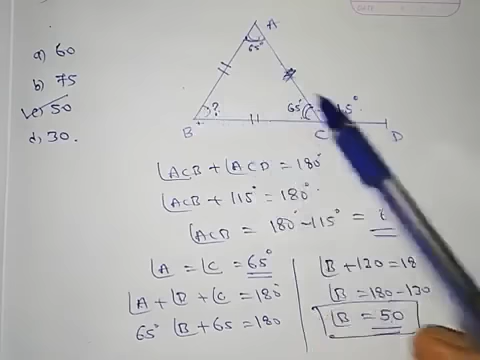 a) 60
b) 75
c) 50
d) 30.
A
65°
?
65°
B
C
D
∠ACB + ∠ACD = 180°
∠ACB + 115° = 180°
∠ACB = 180° - 115° =
∠A = ∠C = 65°
∠A + ∠B + ∠C = 180°
65° ∠B + 65 = 180
∠B + 120 = 18
∠B = 180 - 130
∠B = 50